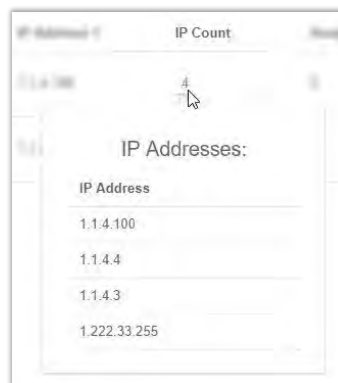 IP Count
4
IP Addresses:
IP Address
1.1.4.100
1.1.4.4
1.1.4.3
1.222.33.255